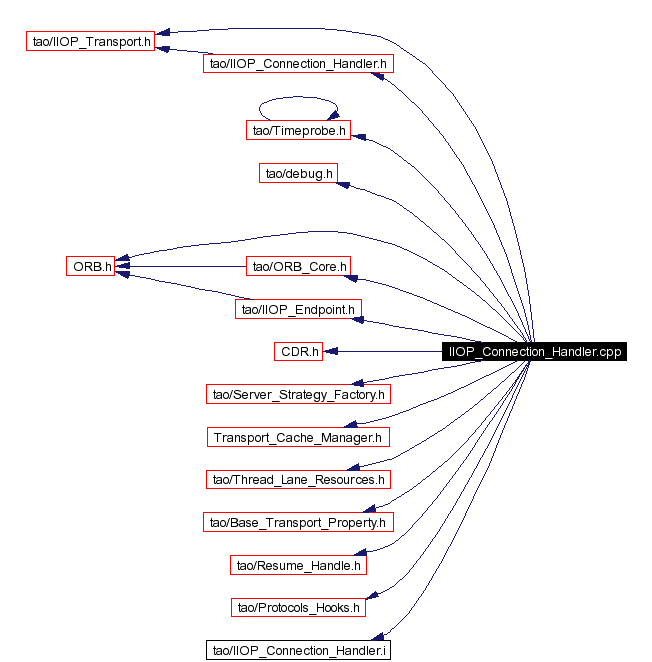 tao/IIOP_Transport.h
tao/IIOP_Connection_Handler.h
tao/Timeprobe.h
tao/debug.h
ORB.h
tao/ORB_Core.h
tao/IIOP_Endpoint.h
CDR.h
IIOP_Connection_Handler.cpp
tao/Server_Strategy_Factory.h
Transport_Cache_Manager.h
tao/Thread_Lane_Resources.h
tao/Base_Transport_Property.h
tao/Resume_Handle.h
tao/Protocols_Hooks.h
tao/IIOP_Connection_Handler.i